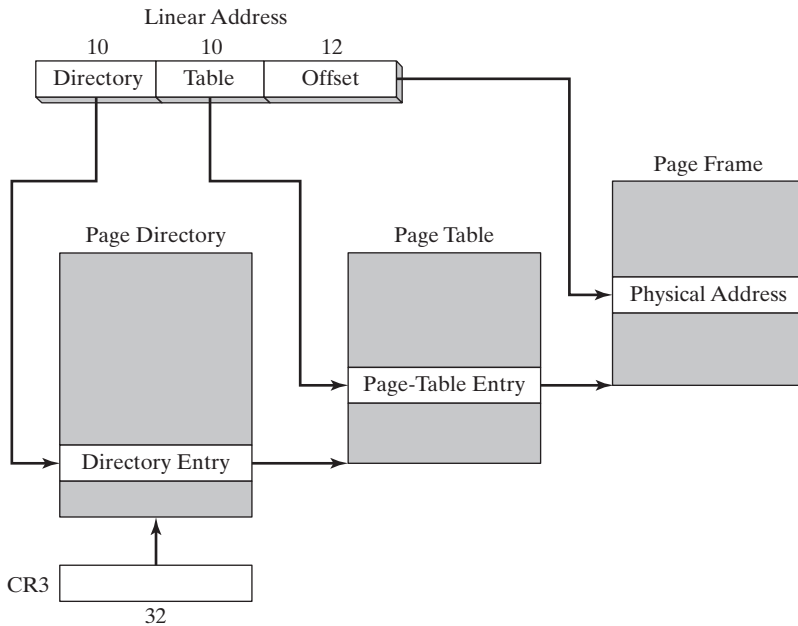 Linear Address
10 10 12
Directory Table Offset
Page Frame
Page Directory
Page Table
Physical Address
Page-Table Entry
Directory Entry
CR3
32